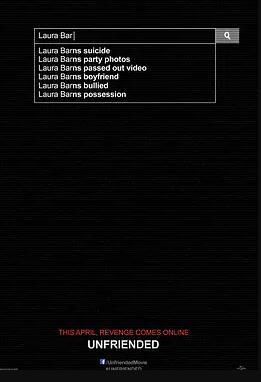 Laura Bar
Laura Barns suicide
Laura Barns party photos
Laura Barns passed out video
Laura Barns boyfriend
Laura Barns bullied
Laura Barns possession
THIS APRIL, REVENGE COMES ONLINE
UNFRIENDED
/UnfriendedMovie
#UNFRIENDED